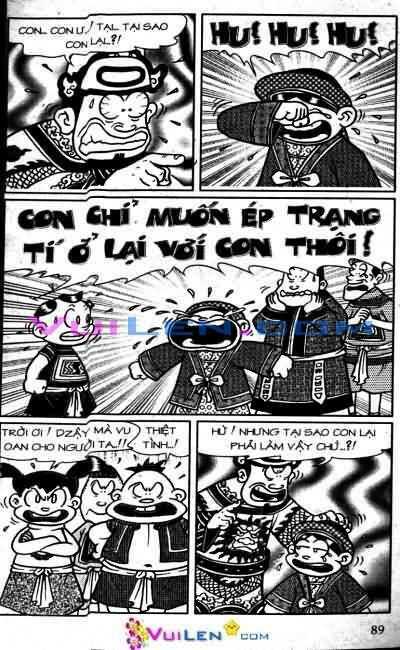 CON... CON Ư..! TẠI.. TẠI SAO
CON LẠI..?!
HU! HU! HU!
CON CHỈ MUỐN ÉP TRẠNG
TÍ Ở LẠI VỚI CON THÔI!
VUILEN.COM
TRỜI ƠI! DZẬY MÀ VU
OAN CHO NGƯỜI TA..!!!
THIỆT
TÌNH..!
HỬ! NHƯNG TẠI SAO CON LẠI
PHẢI LÀM VẬY CHỨ..?!
89
VUILEN.COM